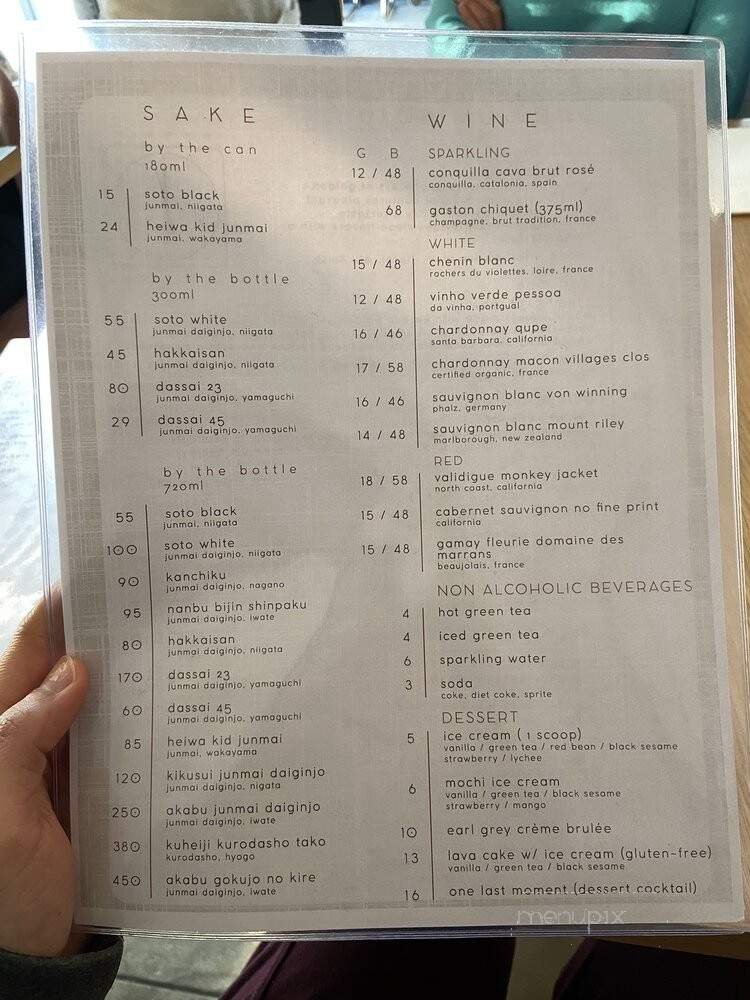 SAKE
by the can
180ml
15 soto black
junmai, niigata
24 heiwa kid junmai
junmai, wakayama
by the bottle
300ml
55 soto white
junmai daiginjo, niigata
45 hakkaisan
junmai daiginjo, niigata
80 dassai 23
junmai daiginjo, yamaguchi
29 dassai 45
junmai daiginjo, yamaguchi
by the bottle
720ml
55 soto black
junmai, niigata
100 soto white
junmai daiginjo, niigata
90 kanchiku
junmai daiginjo, nagano
95 nanbu bijin shinpaku
junmai daiginjo, iwate
80 hakkaisan
junmai daiginjo, niigata
170 dassai 23
junmai daiginjo, yamaguchi
60 dassai 45
junmai daiginjo, yamaguchi
85 heiwa kid junmai
junmai, wakayama
120 kikusui junmai daiginjo
junmai daiginjo, nigata
250 akabu junmai daiginjo
junmai daiginjo, iwate
380 kuheiji kurodasho tako
kurodasho, hyogo
450 akabu gokujo no kire
junmai daiginjo, iwate
WINE
G B SPARKLING
12 / 48 conquilla cava brut rosé
conquilla, catalonia, spain
68 gaston chiquet (375ml)
champagne, brut tradition, france
WHITE
15 / 48 chenin blanc
rochers du violettes, loire, france
12 / 48 vinho verde pessoa
da vinha, portgual
16 / 46 chardonnay qupe
santa barbara, california
17 / 58 chardonnay macon villages clos
certified organic, france
16 / 46 sauvignon blanc von winning
phalz, germany
14 / 48 sauvignon blanc mount riley
marlborough, new zealand
RED
18 / 58 validigue monkey jacket
north coast, california
15 / 48 cabernet sauvignon no fine print
california
15 / 48 gamay fleurie domaine des
marrans
beaujolais, france
NON ALCOHOLIC BEVERAGES
4 hot green tea
4 iced green tea
6 sparkling water
3 soda
coke, diet coke, sprite
DESSERT
5 ice cream ( 1 scoop)
vanilla / green tea / red bean / black sesame
strawberry / lychee
6 mochi ice cream
vanilla / green tea / black sesame
strawberry / mango
10 earl grey crème brulée
13 lava cake w/ ice cream (gluten-free)
vanilla / green tea / black sesame
16 one last moment (dessert cocktail)
menupix